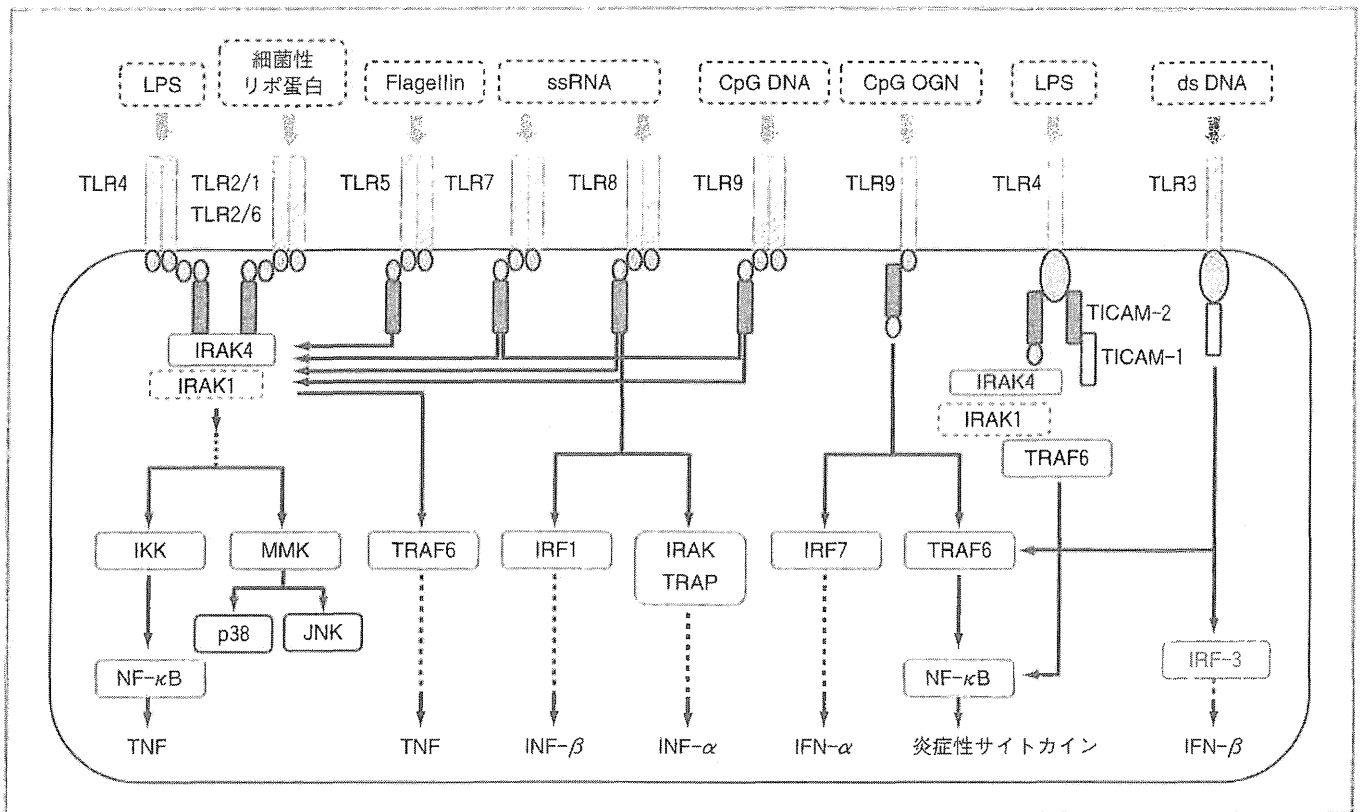 LPS
細菌性
リポ蛋白
Flagellin
ssRNA
CpG DNA
CpG OGN
LPS
ds DNA
TLR4
TLR2/1
TLR2/6
TLR5
TLR7
TLR8
TLR9
TLR9
TLR4
TLR3
TICAM-2
TICAM-1
IRAK4
IRAK1
IRAK4
IRAK1
TRAF6
IKK
MMK
TRAF6
IRF1
IRAK
TRAP
IRF7
TRAF6
p38
JNK
NF-κB
NF-κB
IRF-3
TNF
TNF
INF-β
INF-α
IFN-α
炎症性サイトカイン
IFN-β